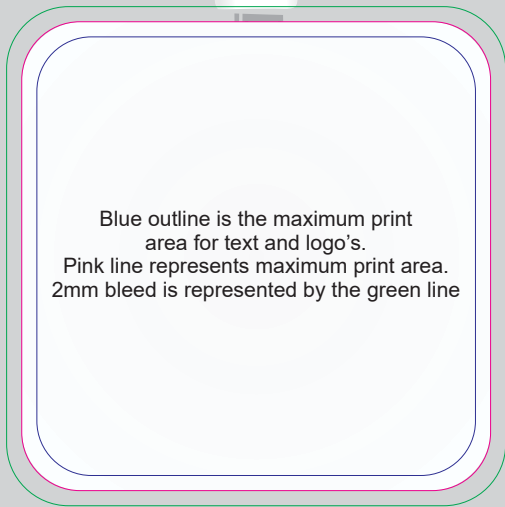 Blue outline is the maximum print
area for text and logo’s.
Pink line represents maximum print area.
2mm bleed is represented by the green line